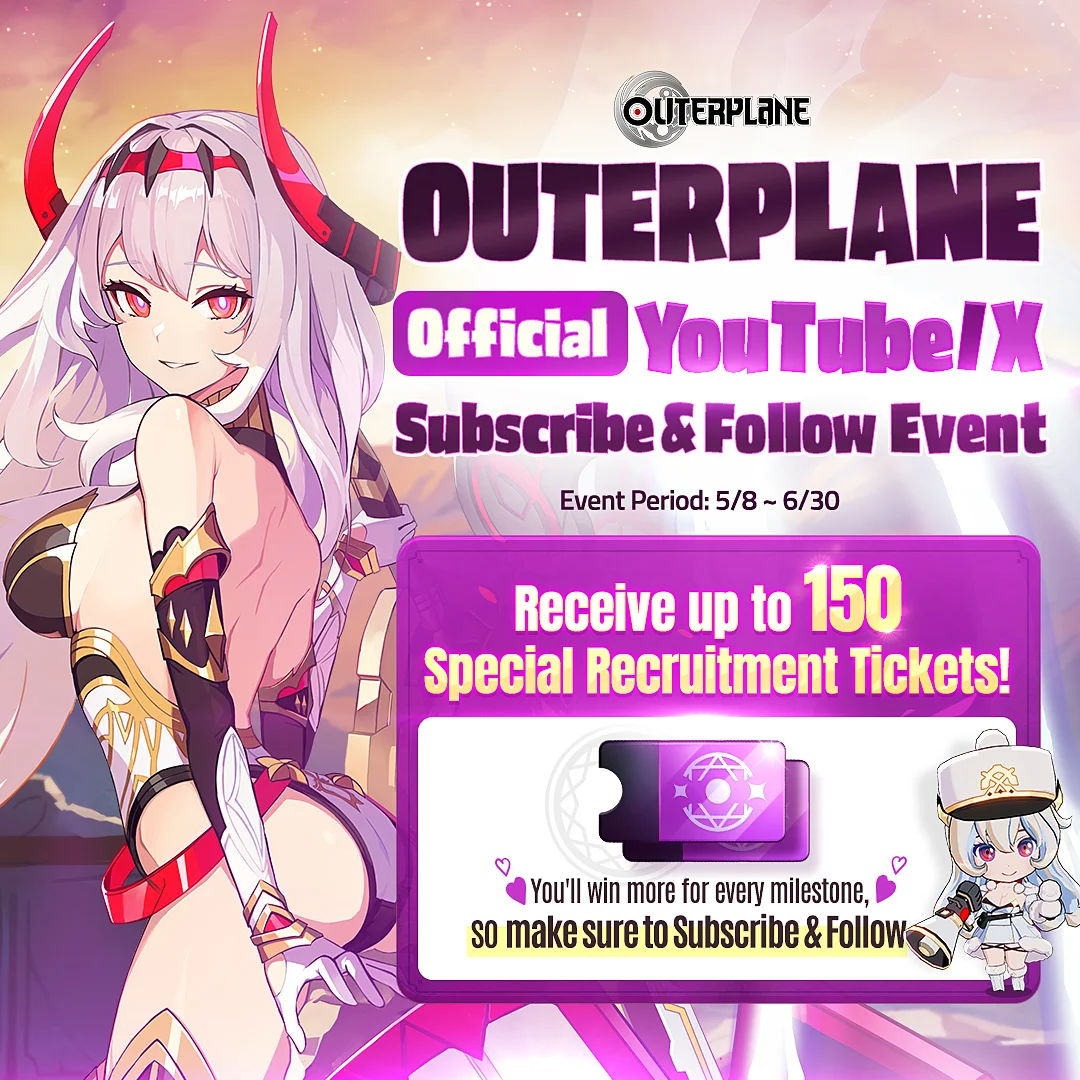 OUTERPLANE
OUTERPLANE
Official YouTube/X
Subscribe & Follow Event
Event Period: 5/8 ~ 6/30
Receive up to 150
Special Recruitment Tickets!
You'll win more for every milestone,
so make sure to Subscribe & Follow